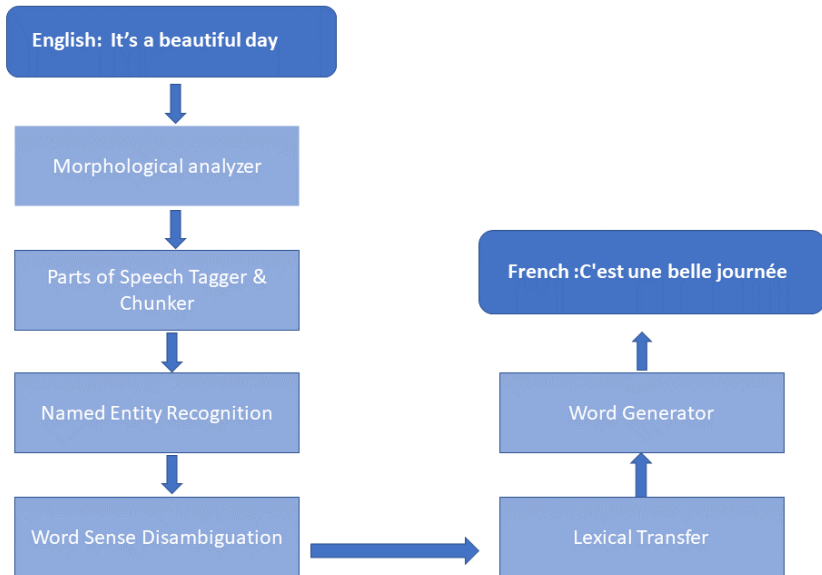 English: It’s a beautiful day
Morphological analyzer
Parts of Speech Tagger &
Chunker
Named Entity Recognition
Word Sense Disambiguation
Lexical Transfer
Word Generator
French :C'est une belle journée